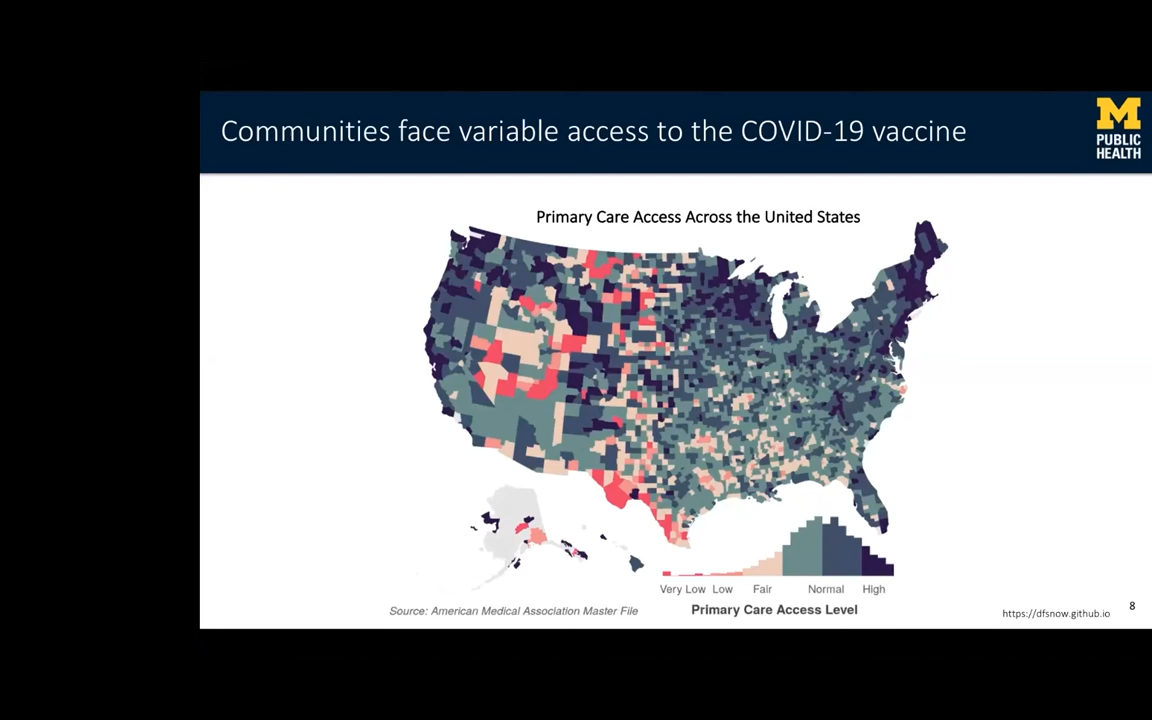 Communities face variable access to the COVID-19 vaccine
M
PUBLIC
HEALTH
Primary Care Access Across the United States
Very Low Low Fair Normal High
Source: American Medical Association Master File
Primary Care Access Level
https://dfsnow.github.io
8